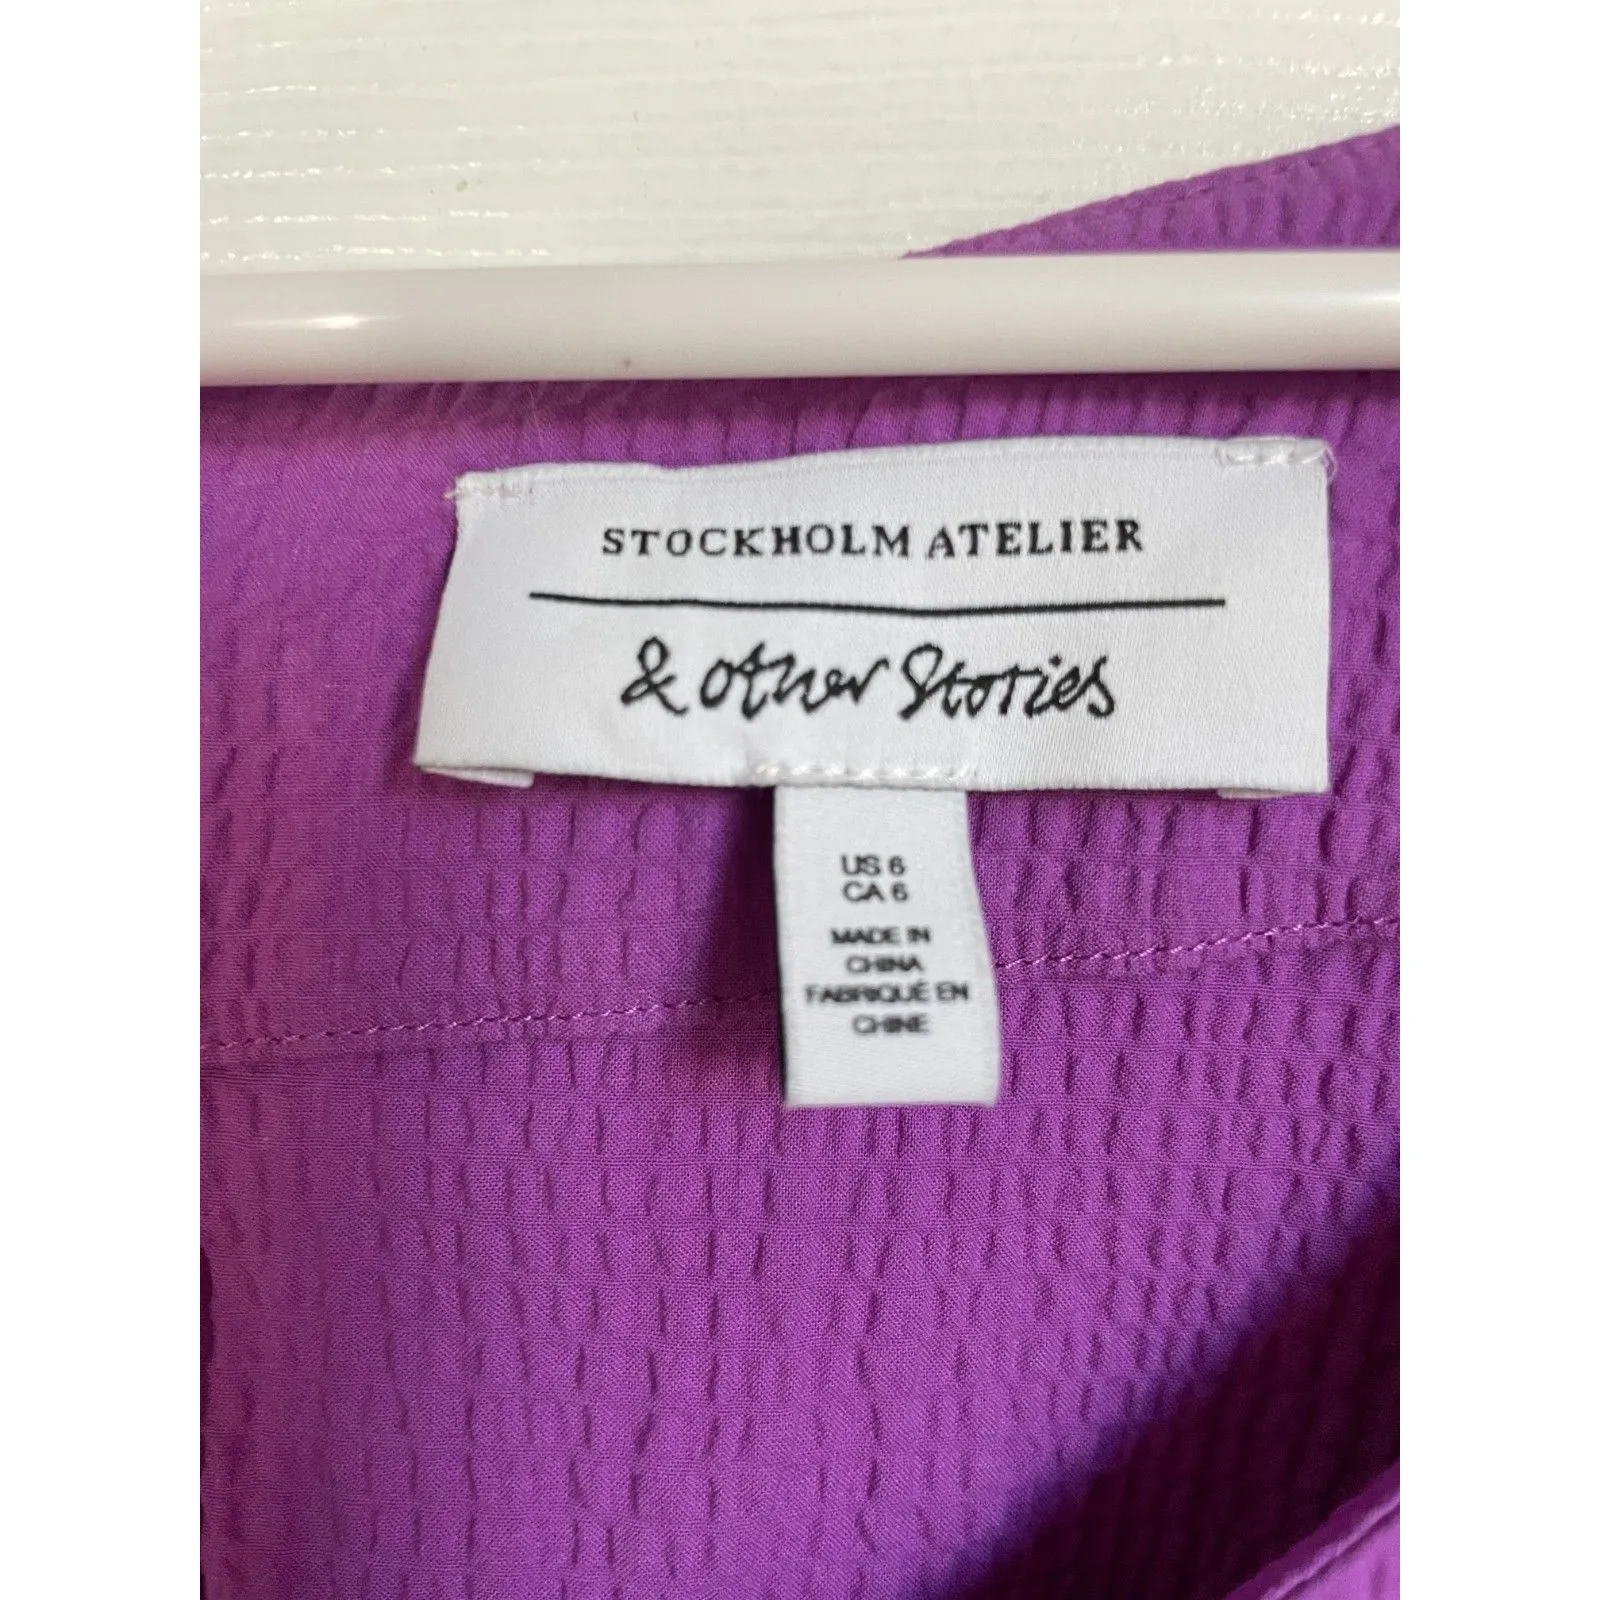 STOCKHOLM ATELIER
& other Stories
US 6
CA 6
MADE IN
CHINA
FABRIQUÉ EN
CHINE